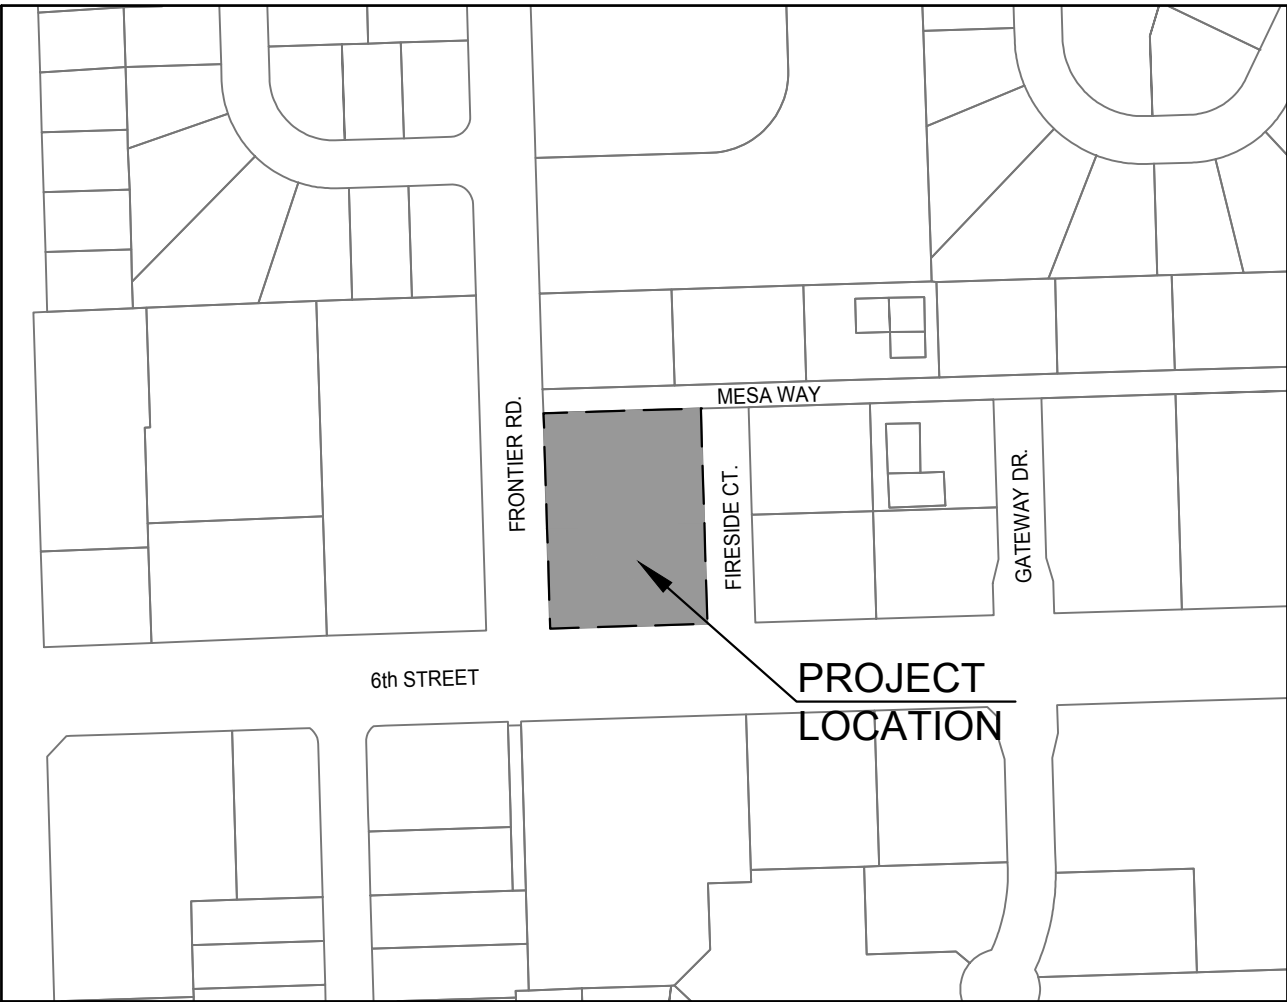 MESA WAY
FRONTIER RD.
FIRESIDE CT.
GATEWAY DR.
6th STREET
PROJECT
LOCATION